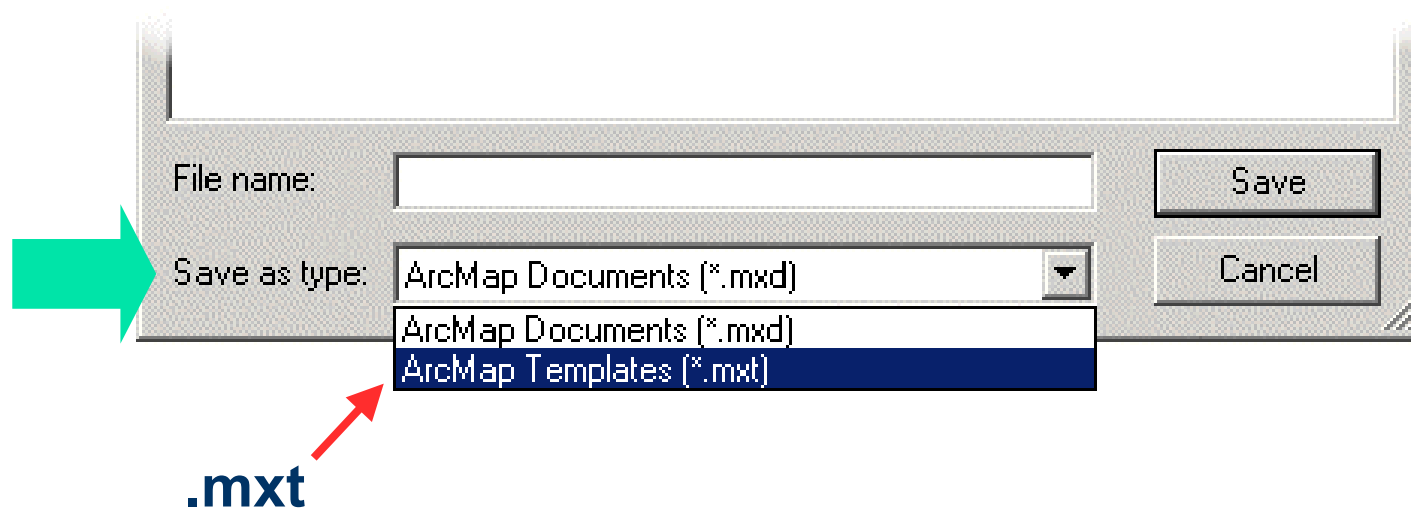 File name:
Save
Save as type:
ArcMap Documents (*.mxd)
Cancel
ArcMap Documents (*.mxd)
ArcMap Templates (*.mxt)
.mxt